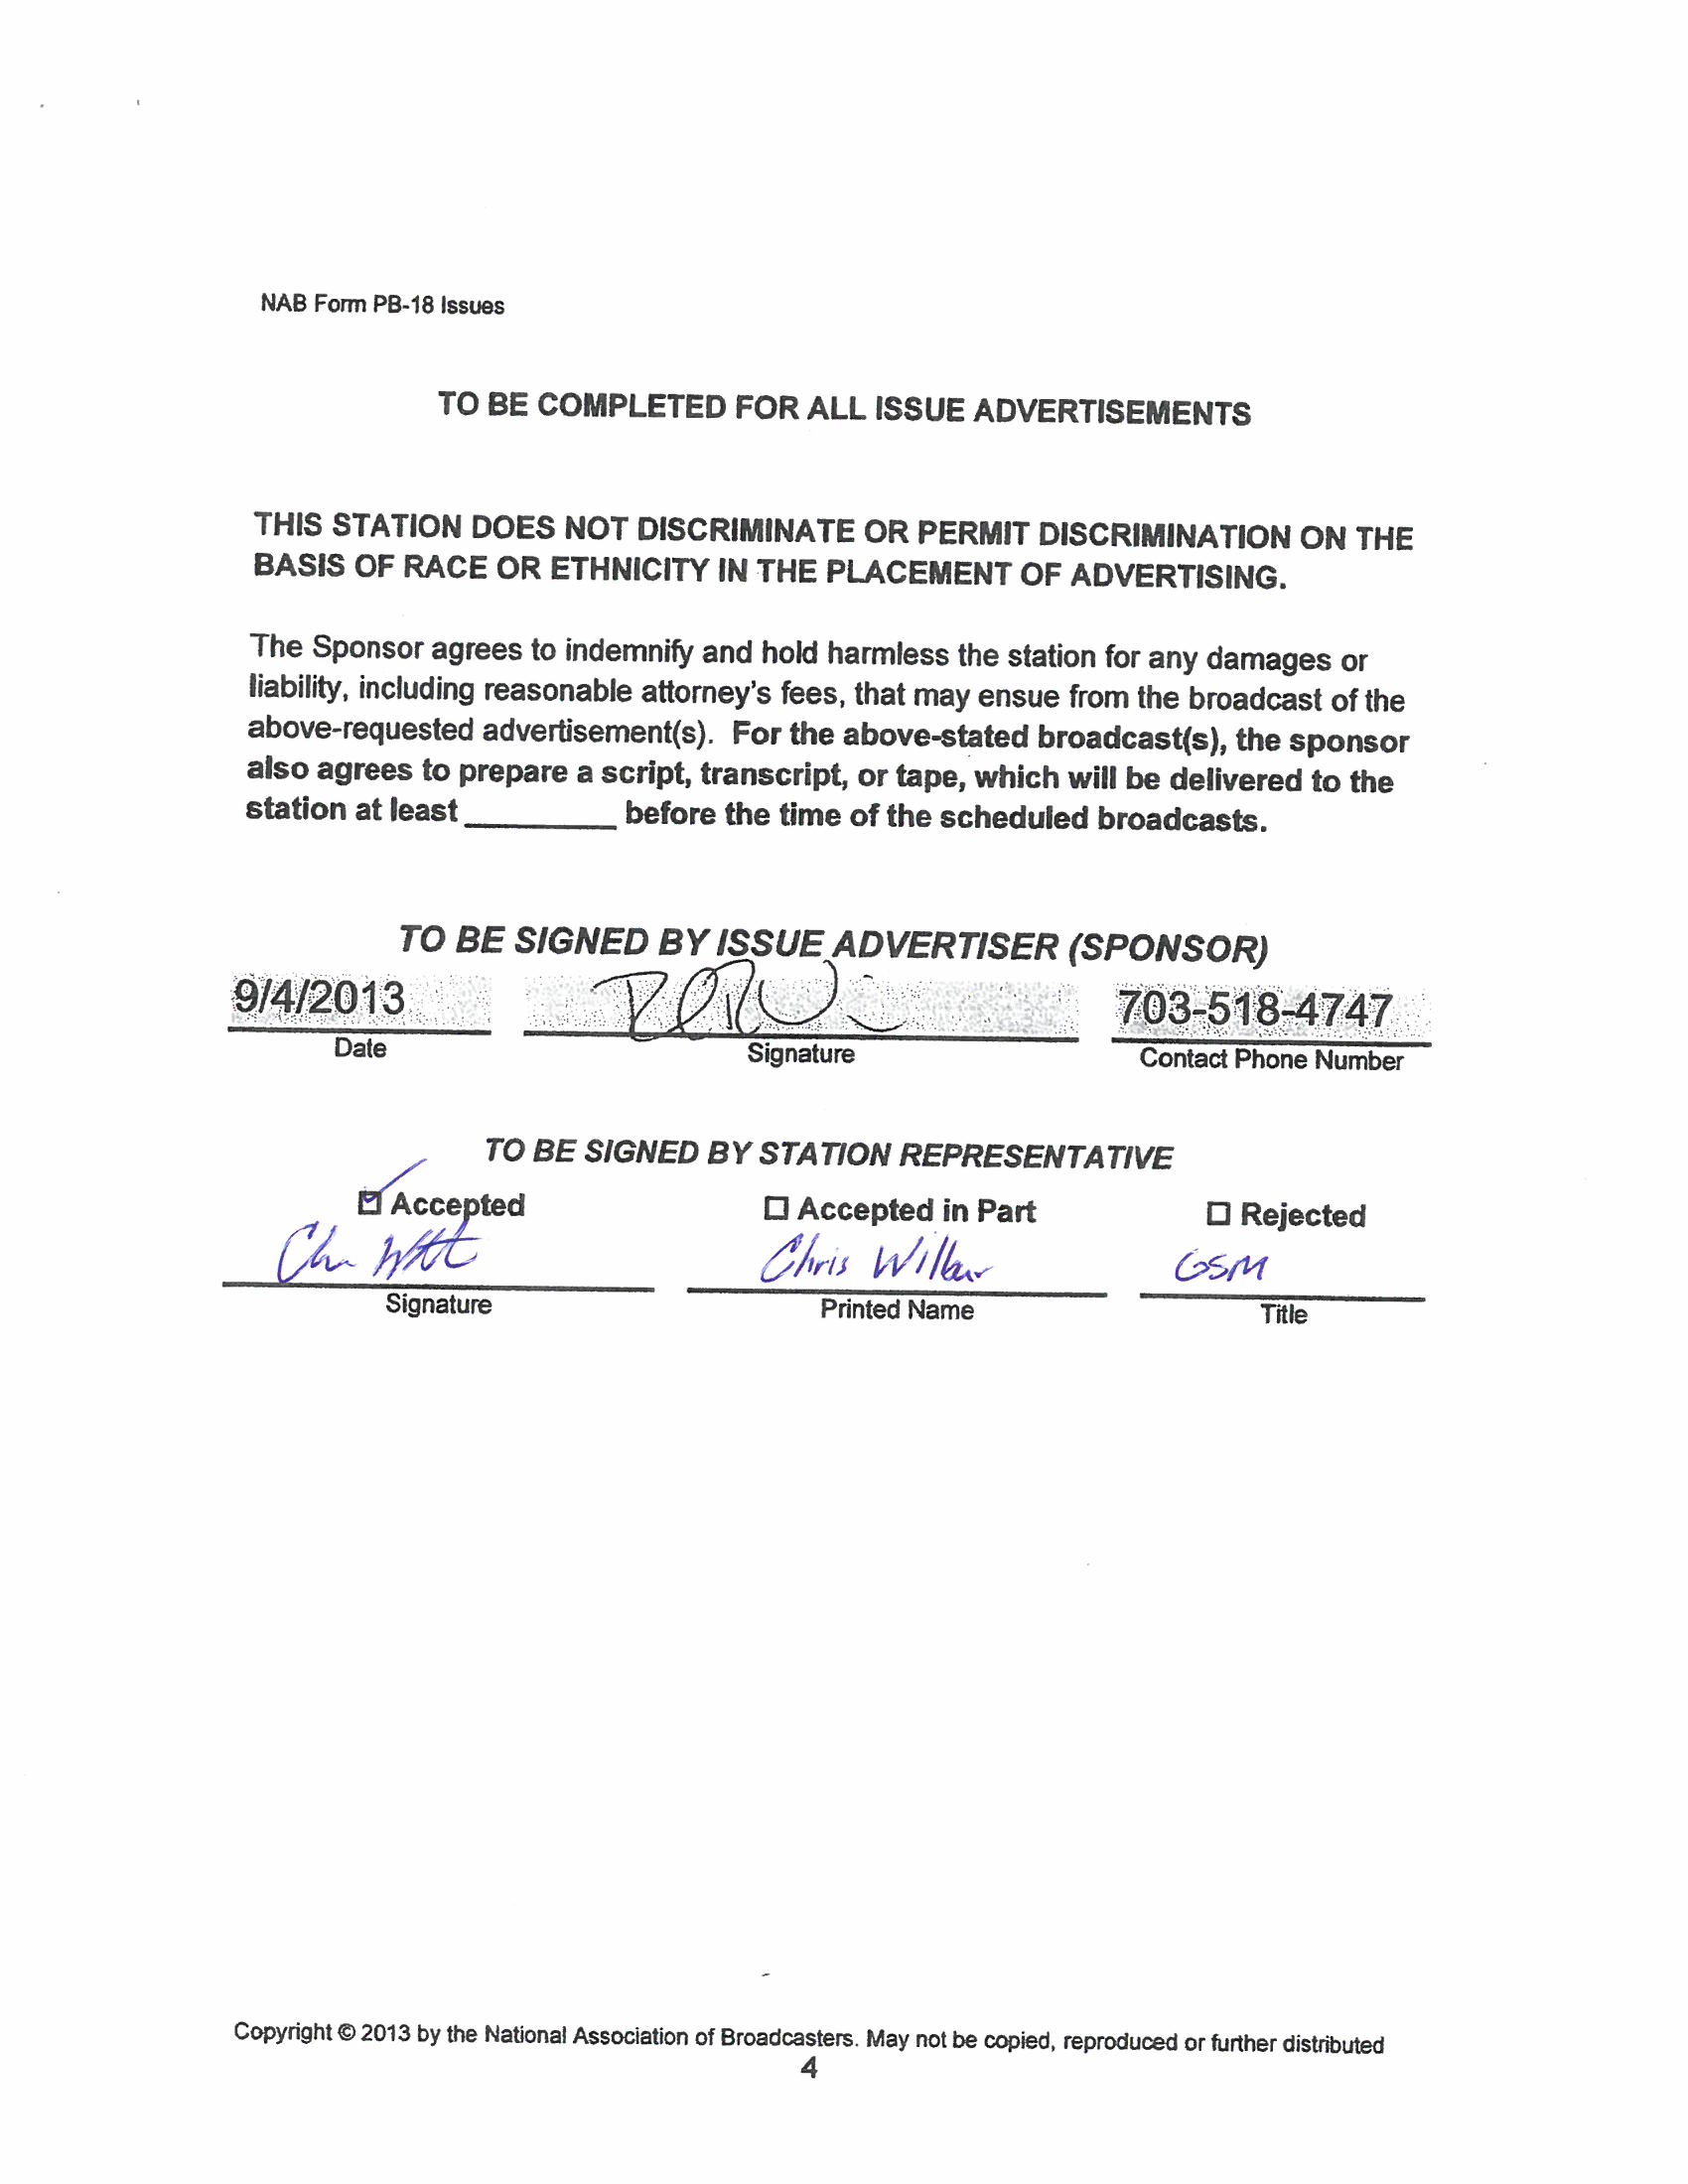 NAB Form PB-18 Issues
TO BE COMPLETED FOR ALL ISSUE ADVERTISEMENTS
THIS STATION DOES NOT DISCRIMINATE OR PERMIT DISCRIMINATION ON THE
BASIS OF RACE OR ETHNICITY IN THE PLACEMENT OF ADVERTISING.
The Sponsor agrees to indemnify and hold harmless the station for any damages or
liability, including reasonable attorney's fees, that may ensue from the broadcast of the
above-requested advertisement(s). For the above-stated broadcast(s), the sponsor
also agrees to prepare a script, transcript, or tape, which will be delivered to the
station at least ________ before the time of the scheduled broadcasts.
TO BE SIGNED BY ISSUE ADVERTISER (SPONSOR)
9/4/2013 703-518-4747
Date Signature Contact Phone Number
TO BE SIGNED BY STATION REPRESENTATIVE
Accepted Accepted in Part Rejected
Chris Wilbur GSM
Signature Printed Name Title
Copyright © 2013 by the National Association of Broadcasters. May not be copied, reproduced or further distributed
4